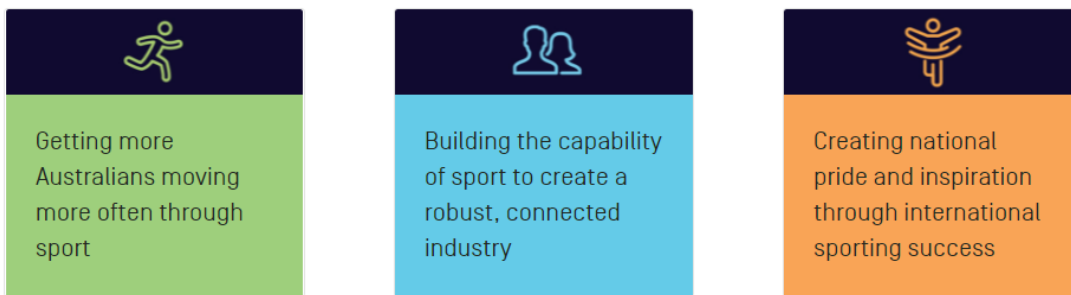 Getting more
Australians moving
more often through
sport
Building the capability
of sport to create a
robust, connected
industry
Creating national
pride and inspiration
through international
sporting success